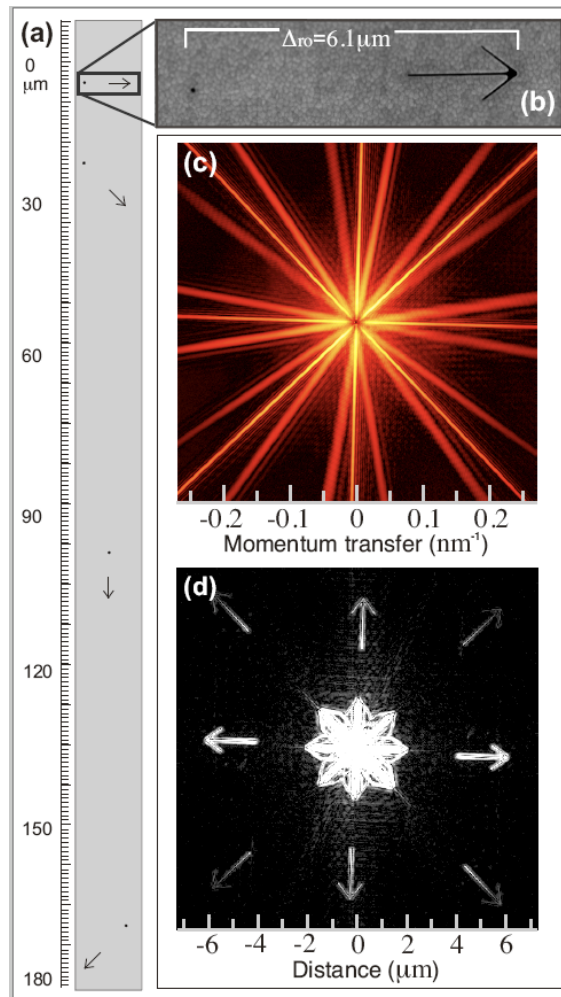 (a)
0
μm
30
60
90
120
150
180
Δro=6.1μm
(b)
(c)
-0.2 -0.1 0 0.1 0.2
Momentum transfer (nm-1)
(d)
-6 -4 -2 0 2 4 6
Distance (μm)